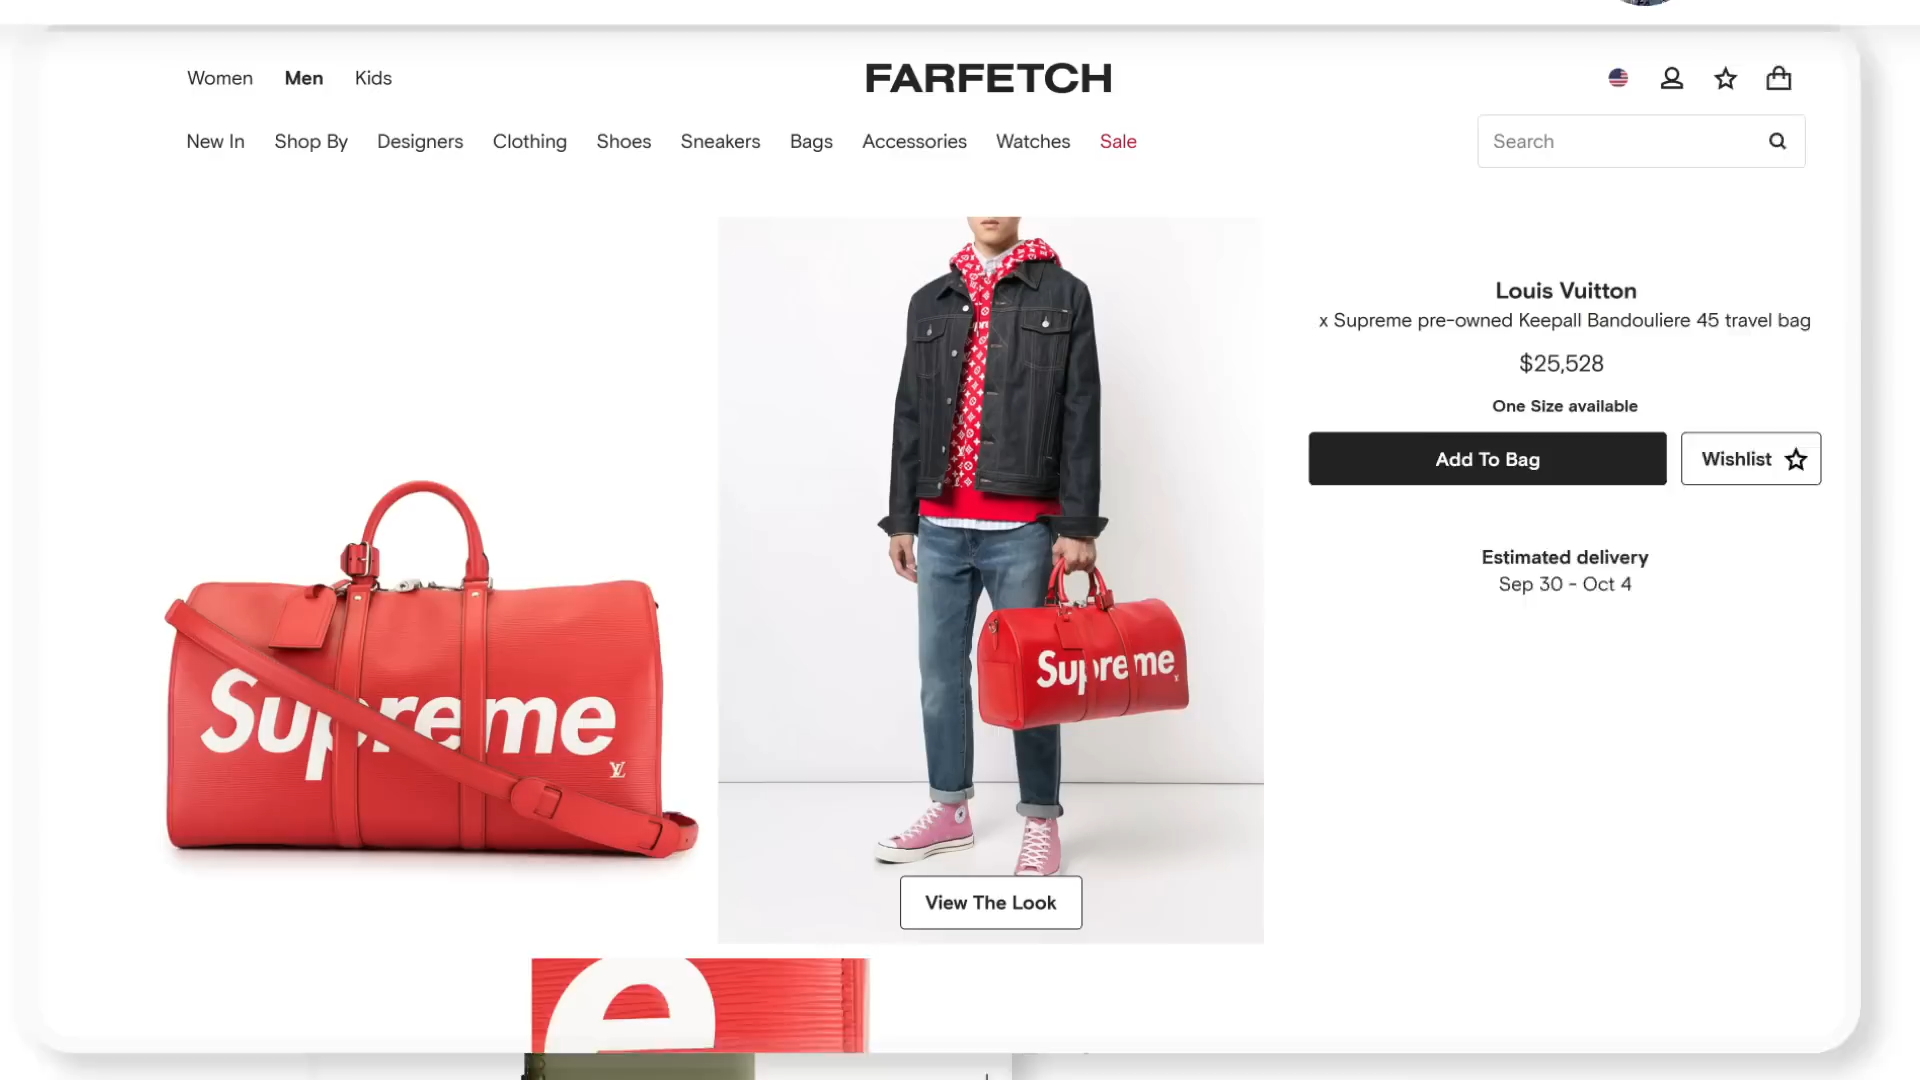 Women Men Kids
FARFETCH
New In Shop By Designers Clothing Shoes Sneakers Bags Accessories Watches Sale
Search
Louis Vuitton
x Supreme pre-owned Keepall Bandouliere 45 travel bag
$25,528
One Size available
Add To Bag
Wishlist
Estimated delivery
Sep 30 - Oct 4
Supreme
LV
Supreme
View The Look
e